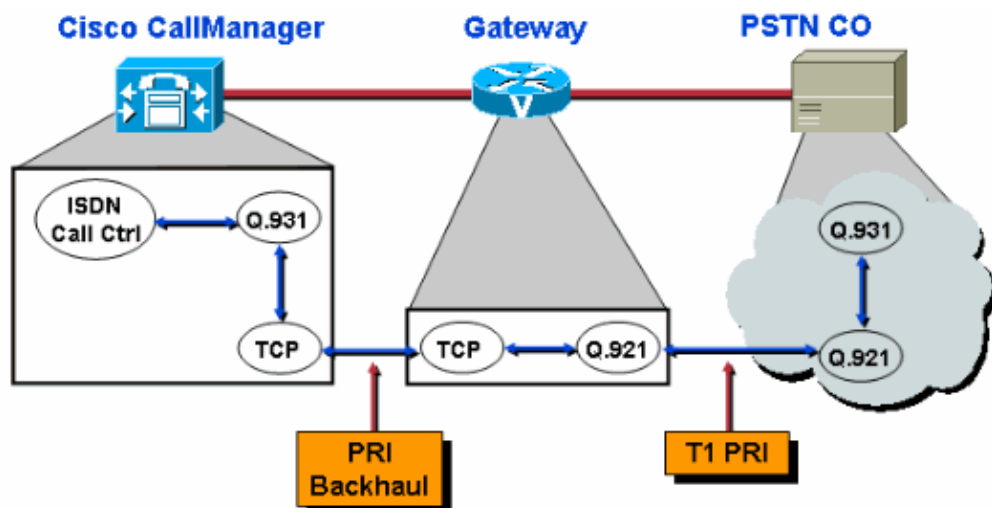 Cisco CallManager
Gateway
PSTN CO
V
ISDN
Call Ctrl
Q.931
Q.931
TCP
TCP
Q.921
Q.921
PRI
Backhaul
T1 PRI